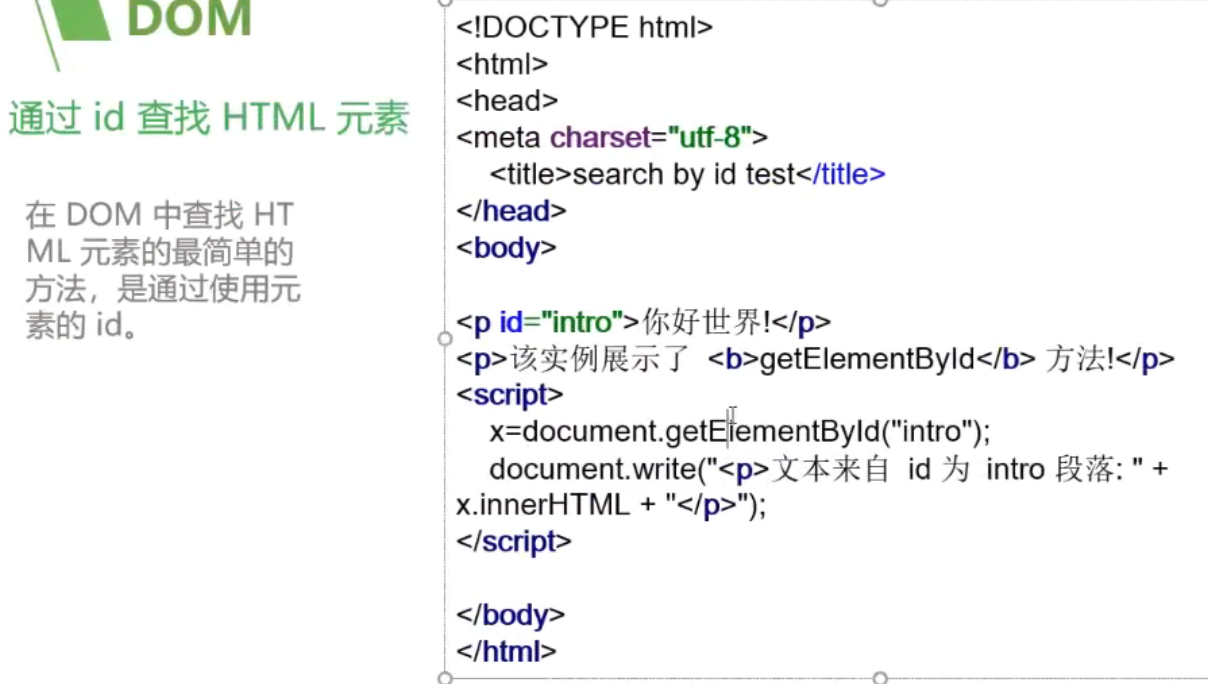 DOM
通过 id 查找 HTML 元素
在 DOM 中查找 HT
ML 元素的最简单的
方法，是通过使用元
素的 id。
<!DOCTYPE html>
<html>
<head>
<meta charset="utf-8">
<title>search by id test</title>
</head>
<body>
<p id="intro">你好世界!</p>
<p>该实例展示了 <b>getElementById</b> 方法!</p>
<script>
x=document.getElementById("intro");
document.write("<p>文本来自 id 为 intro 段落: " +
x.innerHTML + "</p>");
</script>
</body>
</html>